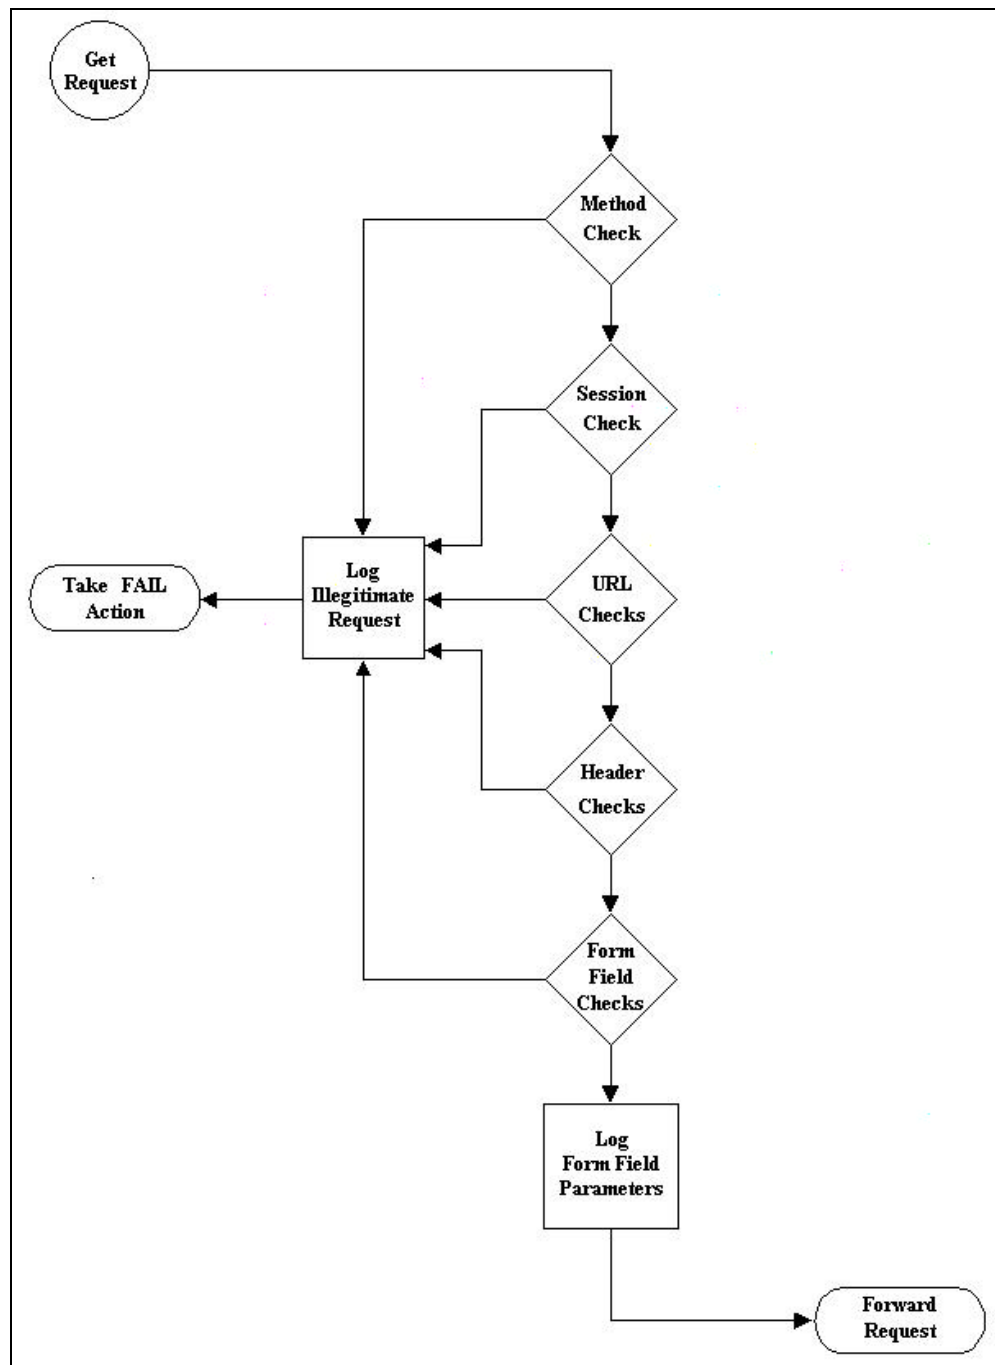 Get
Request
Method
Check
Session
Check
URL
Checks
Log
Illegitimate
Request
Take FAIL
Action
Header
Checks
Form
Field
Checks
Log
Form Field
Parameters
Forward
Request